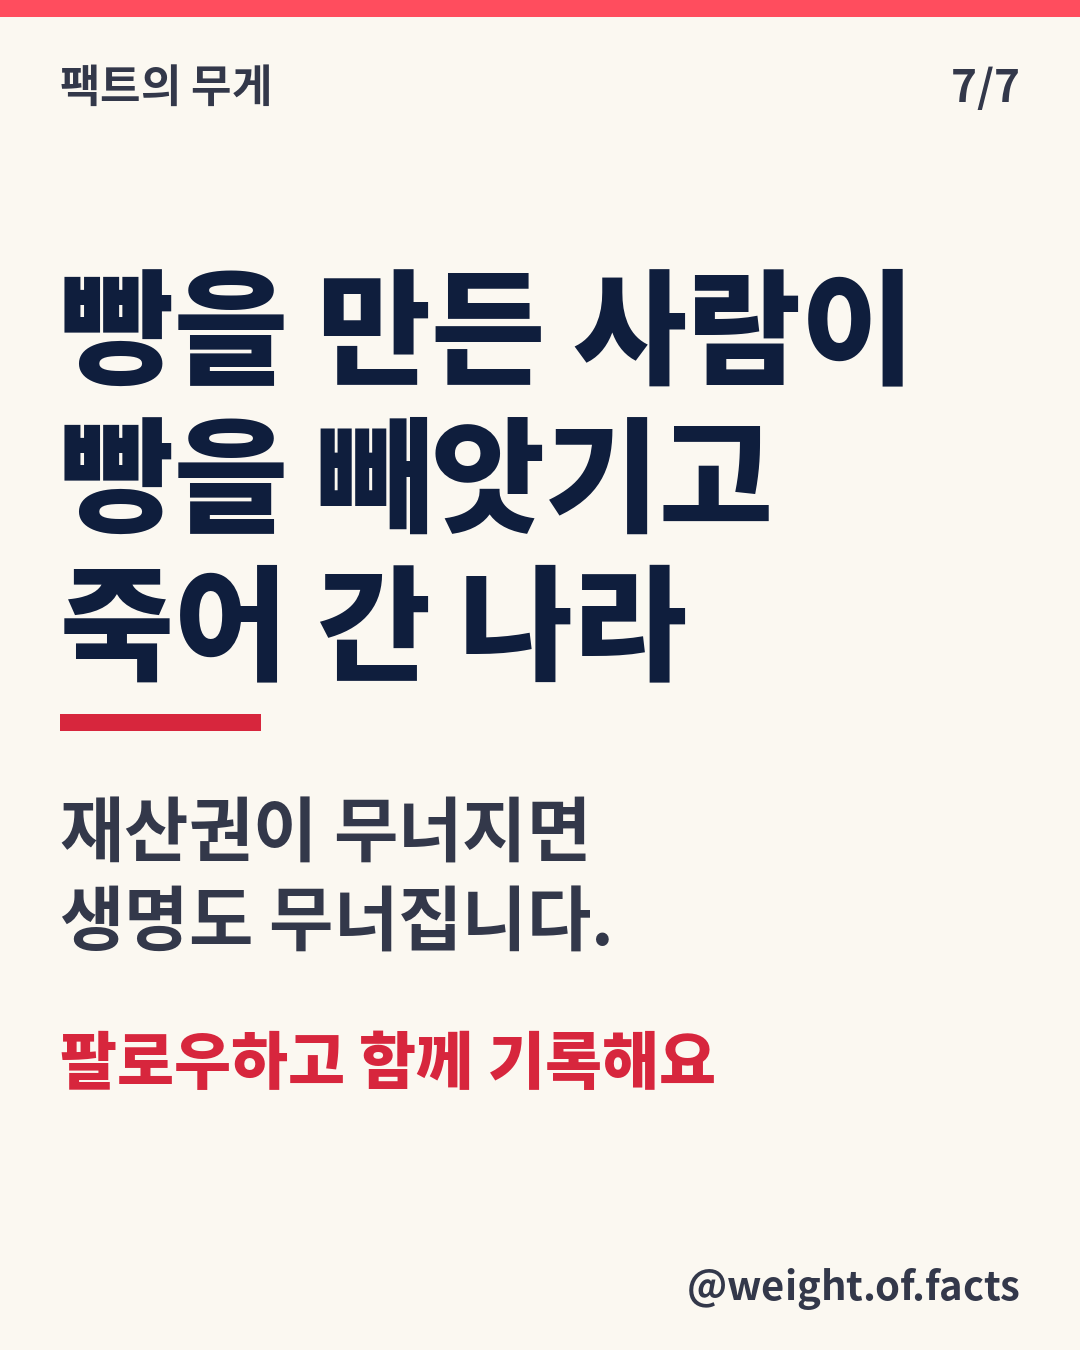 팩트의 무게
7/7
빵을 만든 사람이
빵을 빼앗기고
죽어 간 나라
재산권이 무너지면
생명도 무너집니다.
팔로우하고 함께 기록해요
@weight.of.facts